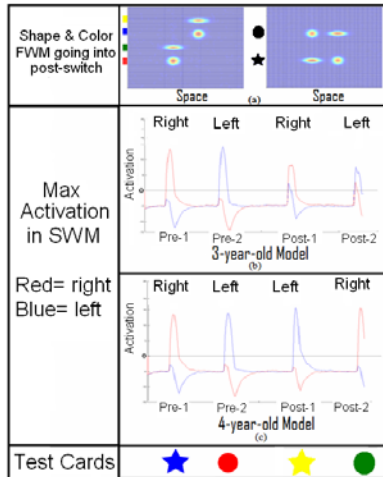 Shape & Color
FWM going into
post-switch
Space
(a)
Space
Max
Activation
in SWM
Red= right
Blue= left
Right
Left
Right
Left
Activation
0
Pre-1
Pre-2
Post-1
Post-2
3-year-old Model
(b)
Right
Left
Left
Right
Activation
0
Pre-1
Pre-2
Post-1
Post-2
4-year-old Model
(c)
Test Cards